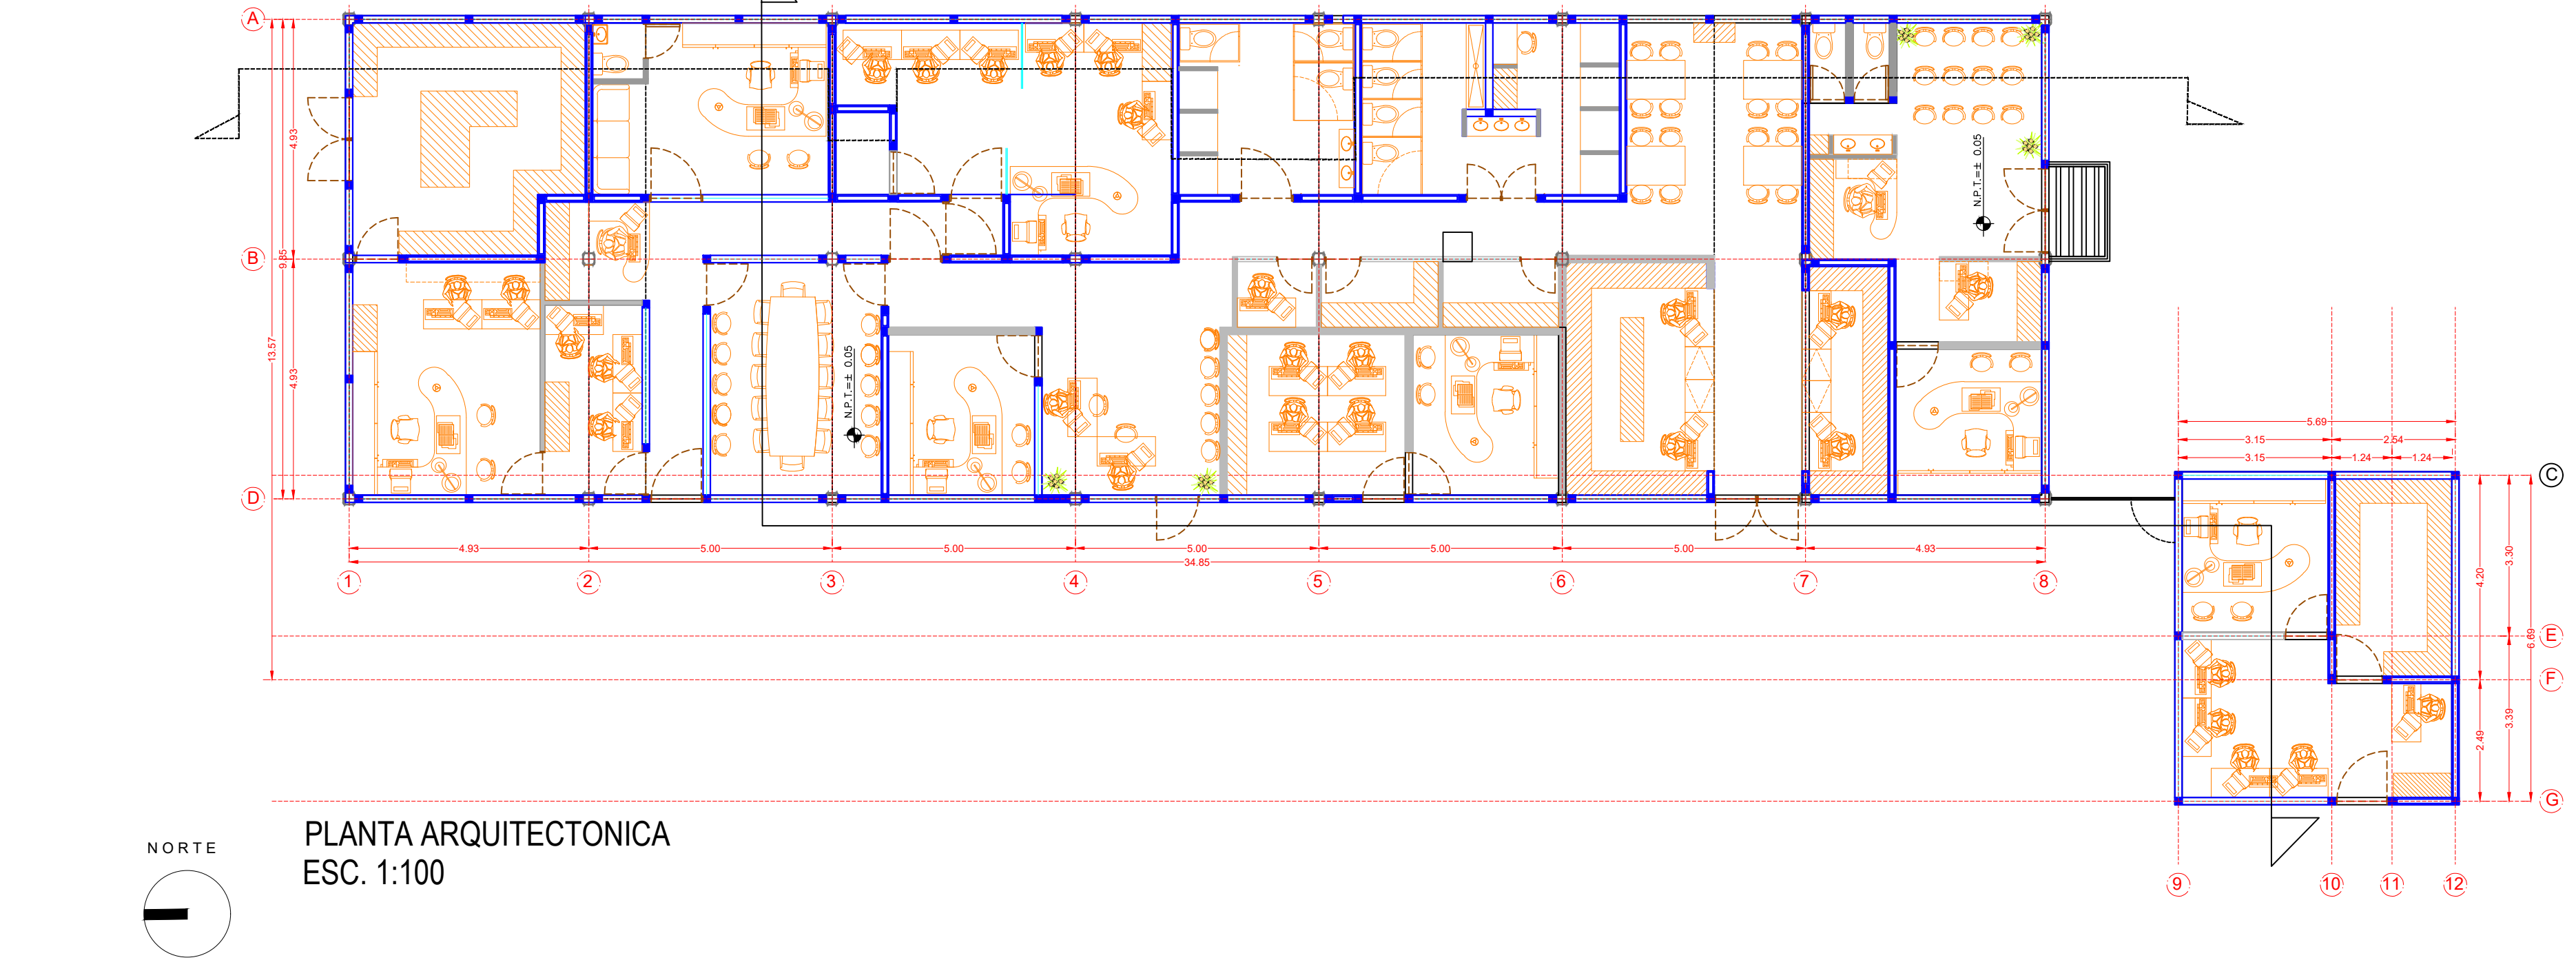 A
4.93
9.85
N.P.T.=± 0.05
B
13.57
4.93
N.P.T.=± 0.05
5.69
3.15
2.54
3.15
1.24
1.24
C
D
4.93
5.00
5.00
5.00
5.00
5.00
4.93
34.85
1
2
3
4
5
6
7
8
3.30
4.20
E
6.69
F
3.39
2.49
G
PLANTA ARQUITECTONICA
ESC. 1:100
NORTE
9
10
11
12